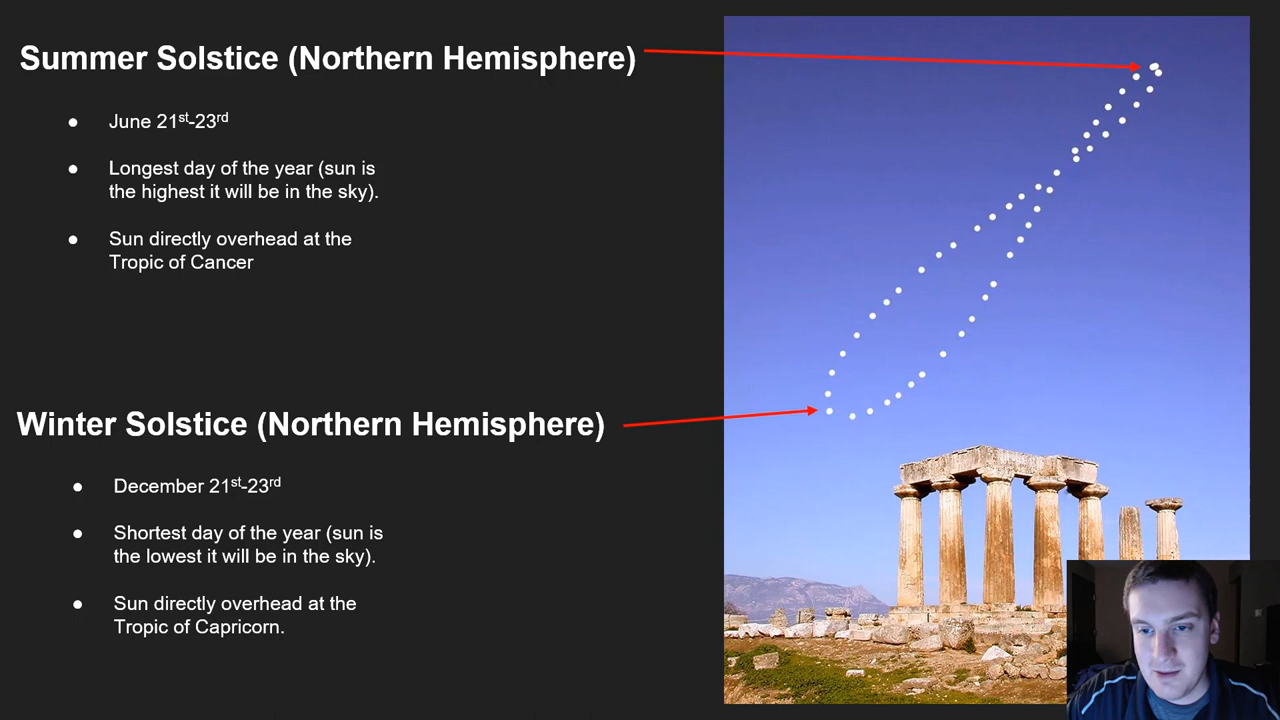 Summer Solstice (Northern Hemisphere)
● June 21st-23rd
● Longest day of the year (sun is
the highest it will be in the sky).
● Sun directly overhead at the
Tropic of Cancer
Winter Solstice (Northern Hemisphere)
● December 21st-23rd
● Shortest day of the year (sun is
the lowest it will be in the sky).
● Sun directly overhead at the
Tropic of Capricorn.